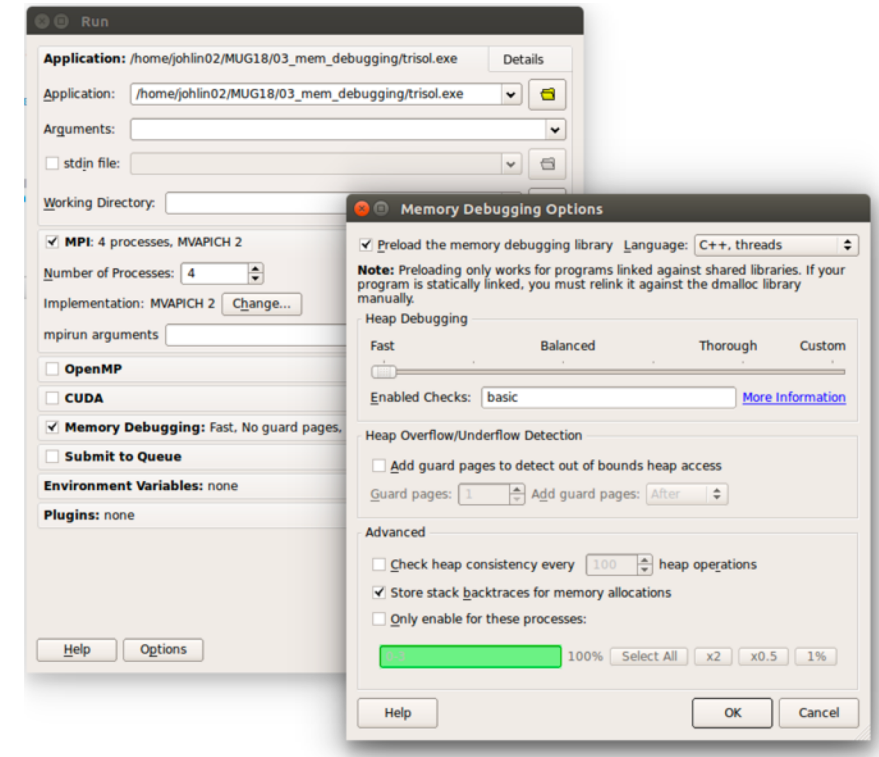 Run
Application: /home/johlin02/MUG18/03_mem_debugging/trisol.exe
Details
Application: /home/johlin02/MUG18/03_mem_debugging/trisol.exe
Arguments:
stdin file:
Working Directory:
MPI: 4 processes, MVAPICH 2
Number of Processes: 4
Implementation: MVAPICH 2 Change...
mpirun arguments
OpenMP
CUDA
Memory Debugging: Fast, No guard pages,
Submit to Queue
Environment Variables: none
Plugins: none
Help Options
Memory Debugging Options
Preload the memory debugging library Language: C++, threads
Note: Preloading only works for programs linked against shared libraries. If your
program is statically linked, you must relink it against the dmalloc library
manually.
Heap Debugging
Fast Balanced Thorough Custom
Enabled Checks: basic More Information
Heap Overflow/Underflow Detection
Add guard pages to detect out of bounds heap access
Guard pages: 1 Add guard pages: After
Advanced
Check heap consistency every 100 heap operations
Store stack backtraces for memory allocations
Only enable for these processes:
100% Select All x2 x0.5 1%
Help OK Cancel